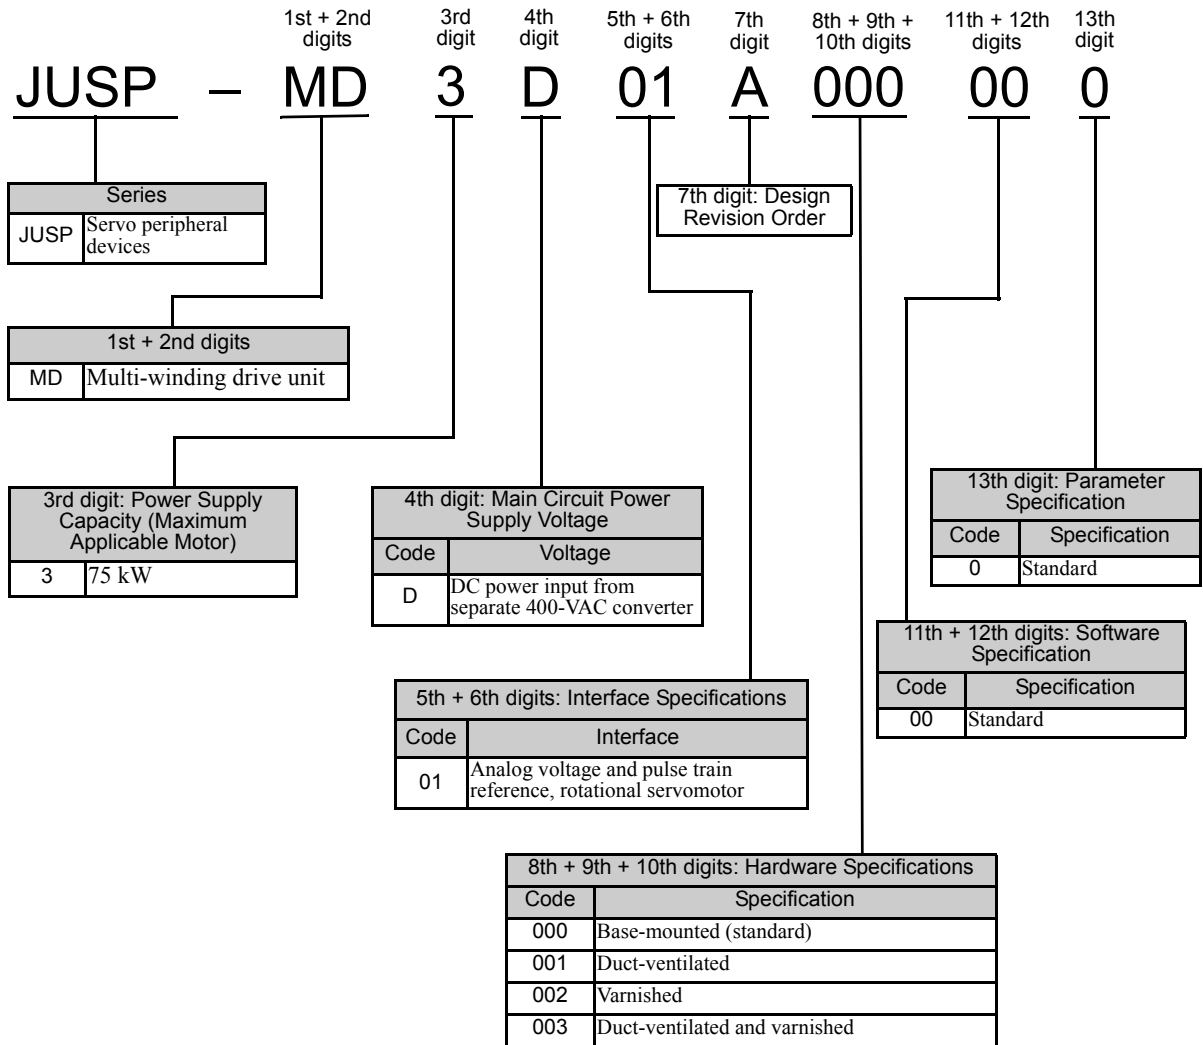 1st + 2nd
digits
3rd
digit
4th
digit
5th + 6th
digits
7th
digit
8th + 9th +
10th digits
11th + 12th
digits
13th
digit
JUSP – MD 3 D 01 A 000 00 0
Series
JUSP Servo peripheral
devices
7th digit: Design
Revision Order
1st + 2nd digits
MD Multi-winding drive unit
3rd digit: Power Supply
Capacity (Maximum
Applicable Motor)
3 75 kW
4th digit: Main Circuit Power
Supply Voltage
Code Voltage
D DC power input from
separate 400-VAC converter
13th digit: Parameter
Specification
Code Specification
0 Standard
11th + 12th digits: Software
Specification
Code Specification
00 Standard
5th + 6th digits: Interface Specifications
Code Interface
01 Analog voltage and pulse train
reference, rotational servomotor
8th + 9th + 10th digits: Hardware Specifications
Code Specification
000 Base-mounted (standard)
001 Duct-ventilated
002 Varnished
003 Duct-ventilated and varnished